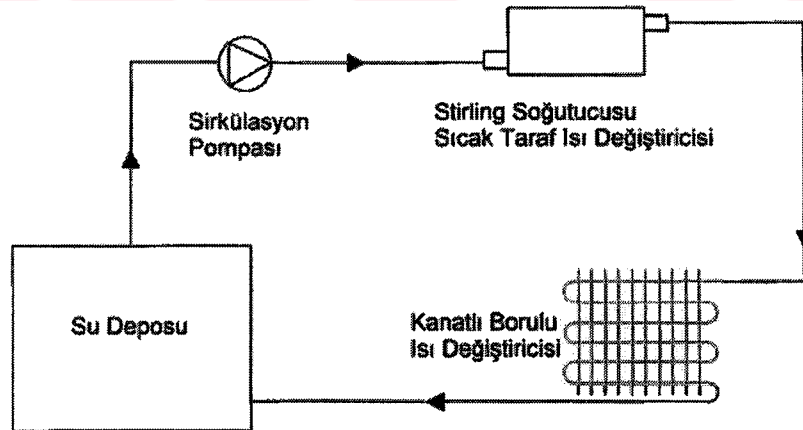 Sirkülasyon
Pompası
Stirling Soğutucusu
Sıcak Taraf Isı Değiştiricisi
Su Deposu
Kanatlı Borulu
Isı Değiştiricisi